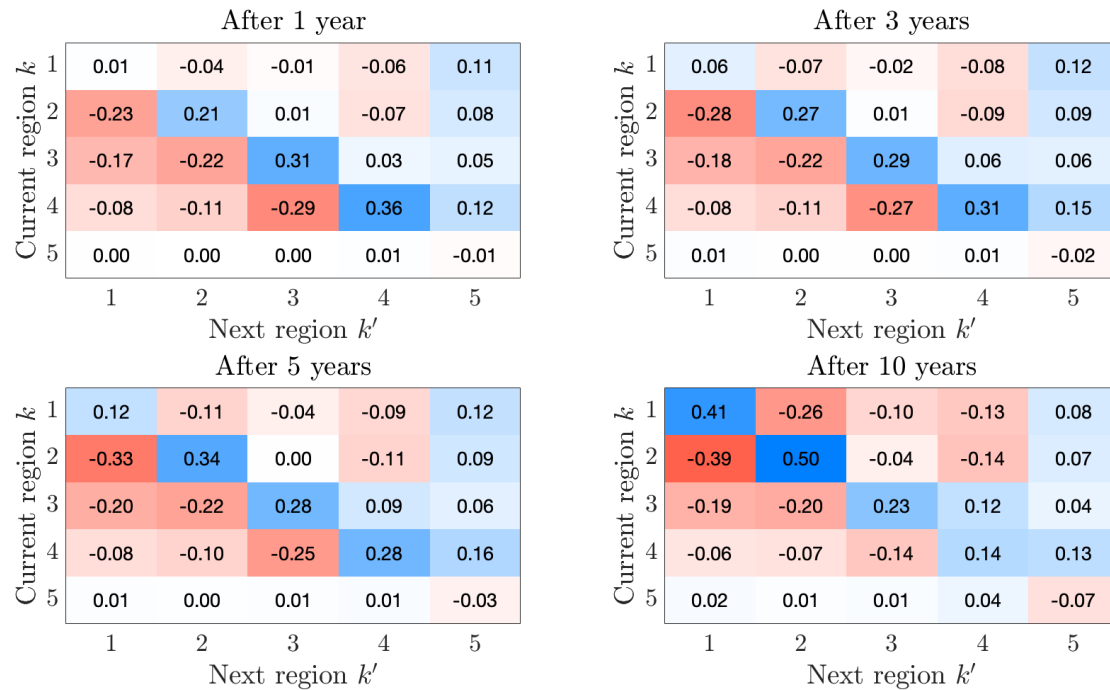 After 1 year
Current region k
1 0.01 -0.04 -0.01 -0.06 0.11
2 -0.23 0.21 0.01 -0.07 0.08
3 -0.17 -0.22 0.31 0.03 0.05
4 -0.08 -0.11 -0.29 0.36 0.12
5 0.00 0.00 0.00 0.01 -0.01
1 2 3 4 5
Next region k′
After 3 years
Current region k
1 0.06 -0.07 -0.02 -0.08 0.12
2 -0.28 0.27 0.01 -0.09 0.09
3 -0.18 -0.22 0.29 0.06 0.06
4 -0.08 -0.11 -0.27 0.31 0.15
5 0.01 0.00 0.00 0.01 -0.02
1 2 3 4 5
Next region k′
After 5 years
Current region k
1 0.12 -0.11 -0.04 -0.09 0.12
2 -0.33 0.34 0.00 -0.11 0.09
3 -0.20 -0.22 0.28 0.09 0.06
4 -0.08 -0.10 -0.25 0.28 0.16
5 0.01 0.00 0.01 0.01 -0.03
1 2 3 4 5
Next region k′
After 10 years
Current region k
1 0.41 -0.26 -0.10 -0.13 0.08
2 -0.39 0.50 -0.04 -0.14 0.07
3 -0.19 -0.20 0.23 0.12 0.04
4 -0.06 -0.07 -0.14 0.14 0.13
5 0.02 0.01 0.01 0.04 -0.07
1 2 3 4 5
Next region k′